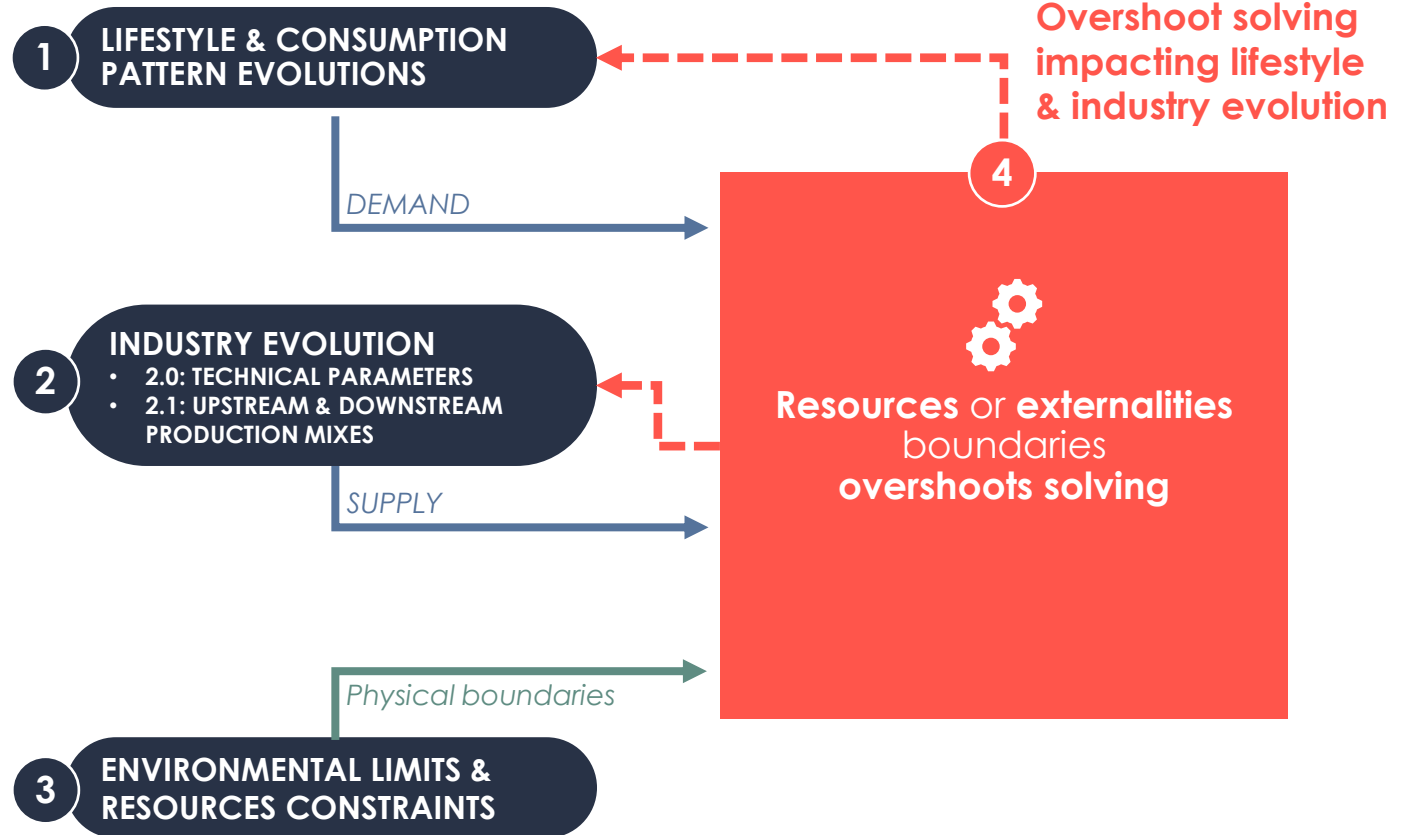 Overshoot solving
impacting lifestyle
& industry evolution
1
LIFESTYLE & CONSUMPTION
PATTERN EVOLUTIONS
4
DEMAND
2
INDUSTRY EVOLUTION
• 2.0: TECHNICAL PARAMETERS
• 2.1: UPSTREAM & DOWNSTREAM
PRODUCTION MIXES
Resources or externalities
boundaries
overshoots solving
SUPPLY
Physical boundaries
3
ENVIRONMENTAL LIMITS &
RESOURCES CONSTRAINTS